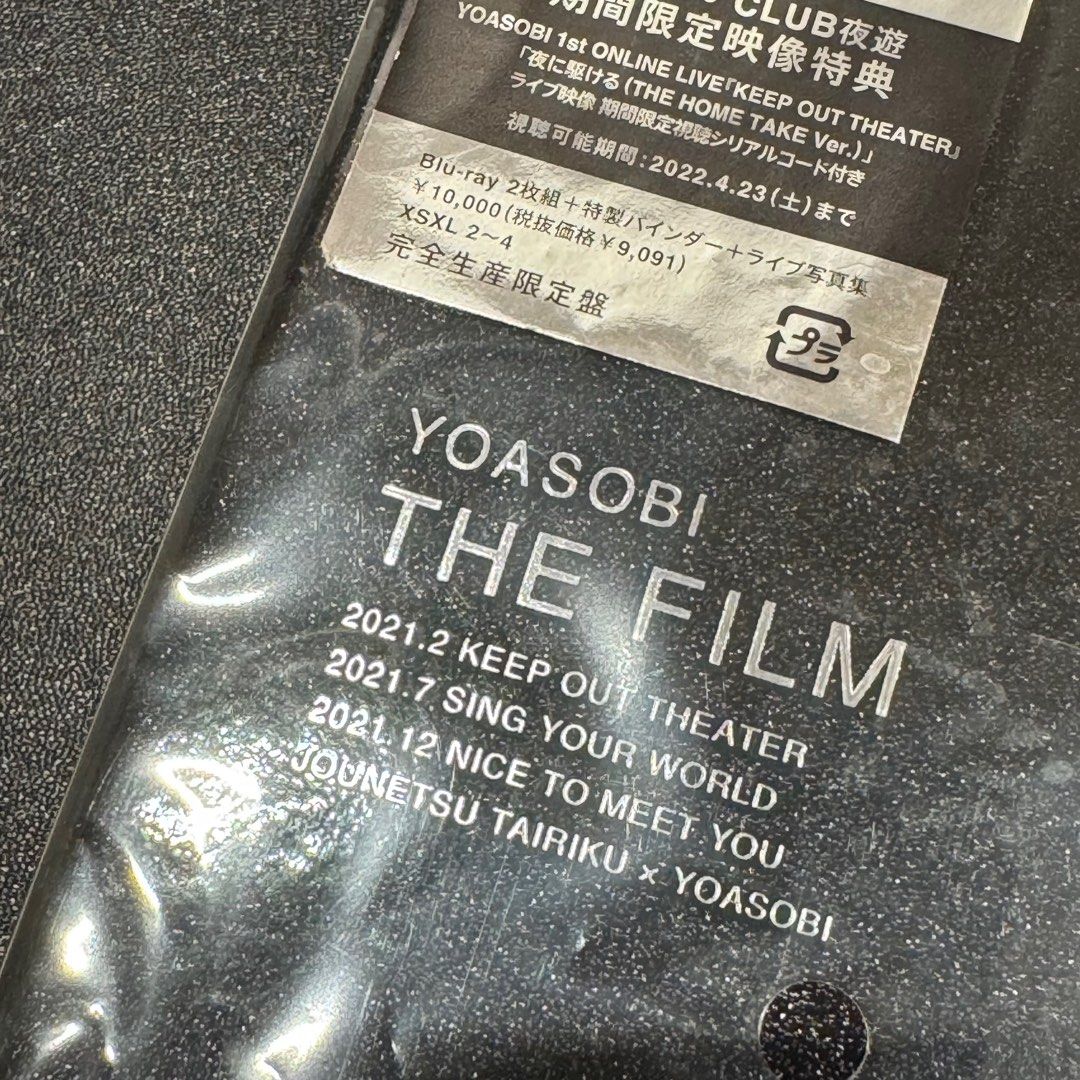 CLUB夜遊
期間限定映像特典
YOASOBI 1st ONLINE LIVE「KEEP OUT THEATER」
「夜に駆ける (THE HOME TAKE Ver.)」
ライブ映像 期間限定視聴シリアルコード付き
視聴可能期間：2022.4.23(土)まで
Blu-ray 2枚組＋特製バインダー＋ライブ写真集
￥10,000(税抜価格￥9,091)
XSXL 2〜4
完全生産限定盤
プラ
YOASOBI
THE FILM
2021.2 KEEP OUT THEATER
2021.7 SING YOUR WORLD
2021.12 NICE TO MEET YOU
JOUNETSU TAIRIKU × YOASOBI